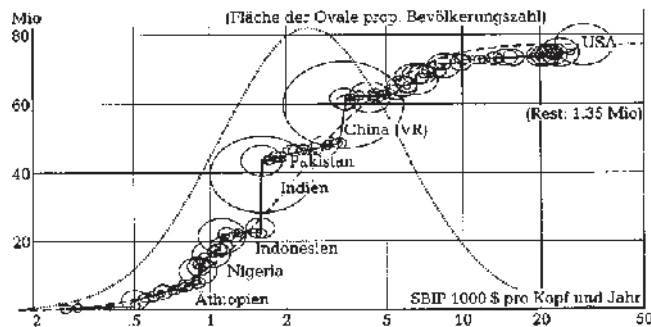 Mio
(Fläche der Ovale prop. Bevölkerungszahl)
80
USA
60
(Rest: 1.35 Mio)
China (VR)
Pakistan
40
Indien
20
Indonesien
Nigeria
Äthiopien
SBIP 1000 $ pro Kopf und Jahr
.2 .5 1 2 5 10 20 50